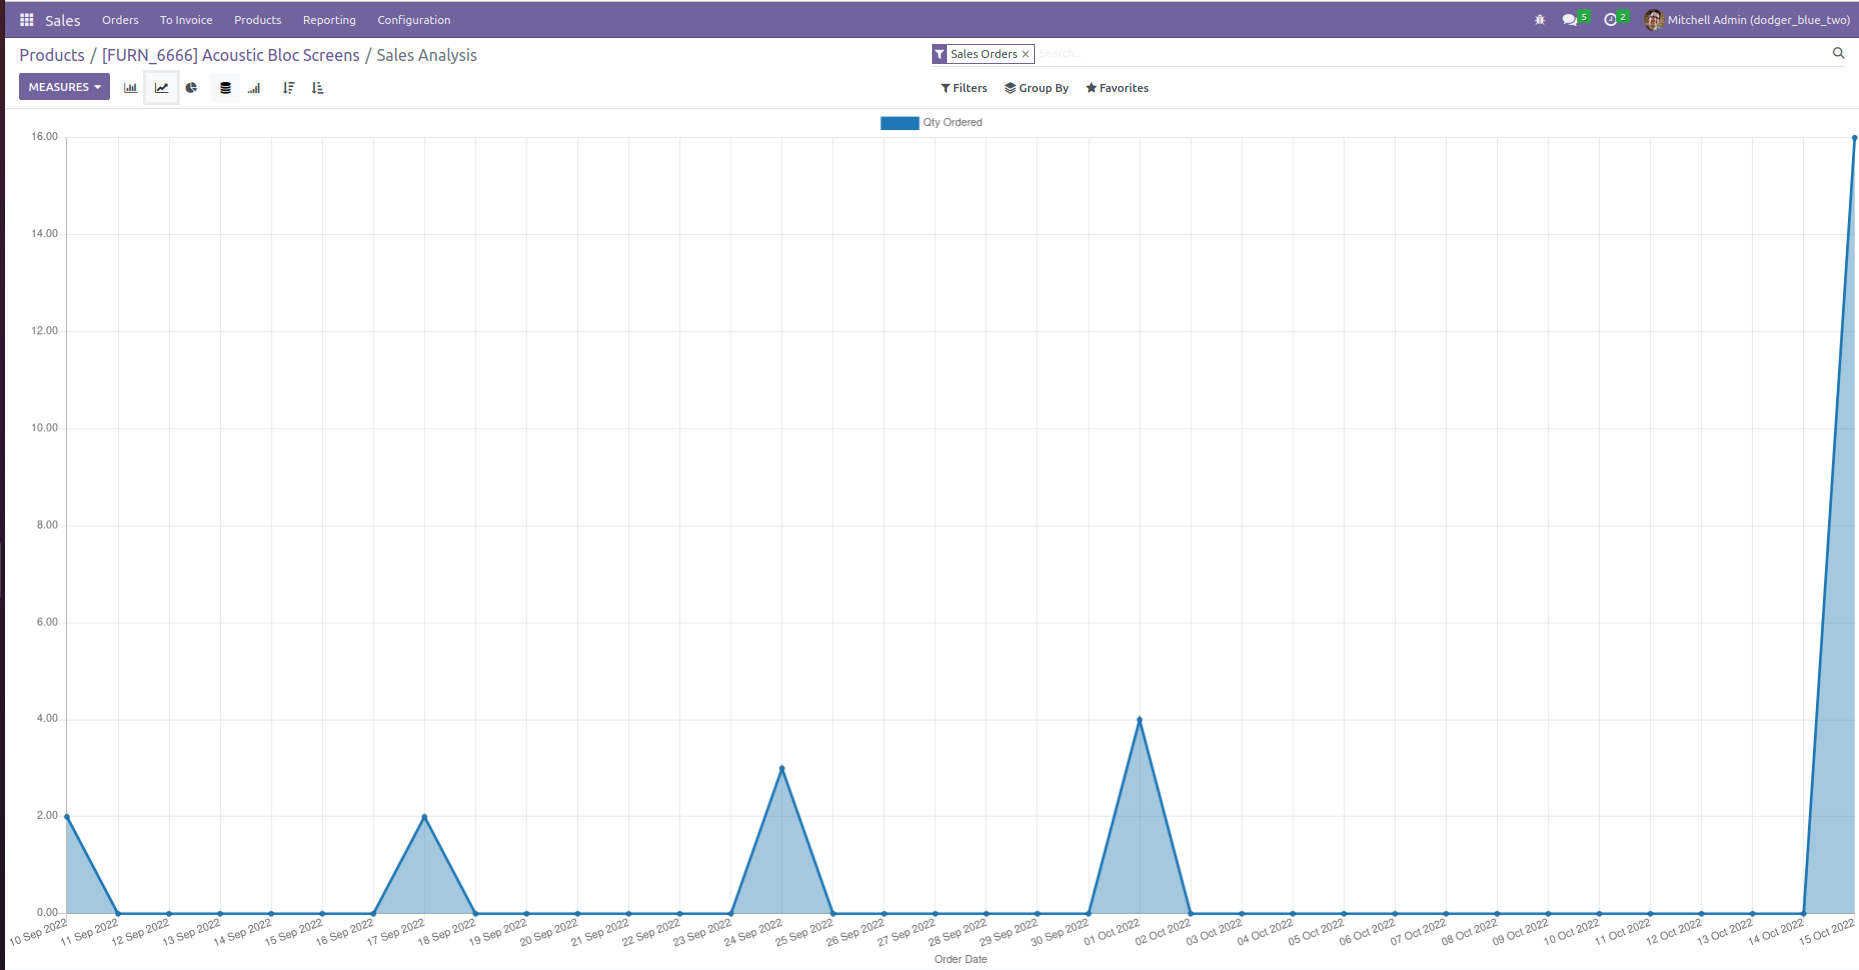 Sales Orders To Invoice Products Reporting Configuration 5 2 Mitchell Admin (dodger_blue_two)
Products / [FURN_6666] Acoustic Bloc Screens / Sales Analysis
Sales Orders × Search...
MEASURES
Filters Group By Favorites
Qty Ordered
16.00
14.00
12.00
10.00
8.00
6.00
4.00
2.00
0.00
10 Sep 2022 11 Sep 2022 12 Sep 2022 13 Sep 2022 14 Sep 2022 15 Sep 2022 16 Sep 2022 17 Sep 2022 18 Sep 2022 19 Sep 2022 20 Sep 2022 21 Sep 2022 22 Sep 2022 23 Sep 2022 24 Sep 2022 25 Sep 2022 26 Sep 2022 27 Sep 2022 28 Sep 2022 29 Sep 2022 30 Sep 2022 01 Oct 2022 02 Oct 2022 03 Oct 2022 04 Oct 2022 05 Oct 2022 06 Oct 2022 07 Oct 2022 08 Oct 2022 09 Oct 2022 10 Oct 2022 11 Oct 2022 12 Oct 2022 13 Oct 2022 14 Oct 2022 15 Oct 2022
Order Date